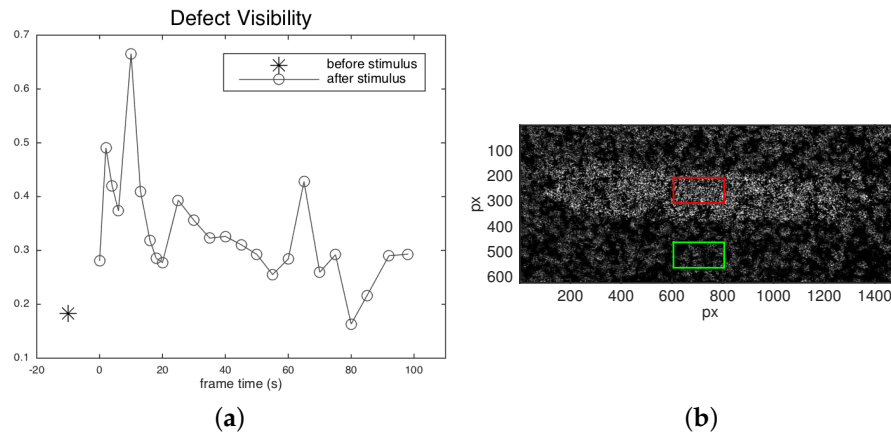 Defect Visibility
0.7
0.6
0.5
0.4
0.3
0.2
0.1
-20 0 20 40 60 80 100
frame time (s)
before stimulus
after stimulus
(a)
px
100
200
300
400
500
600
200 400 600 800 1000 1200 1400
px
(b)